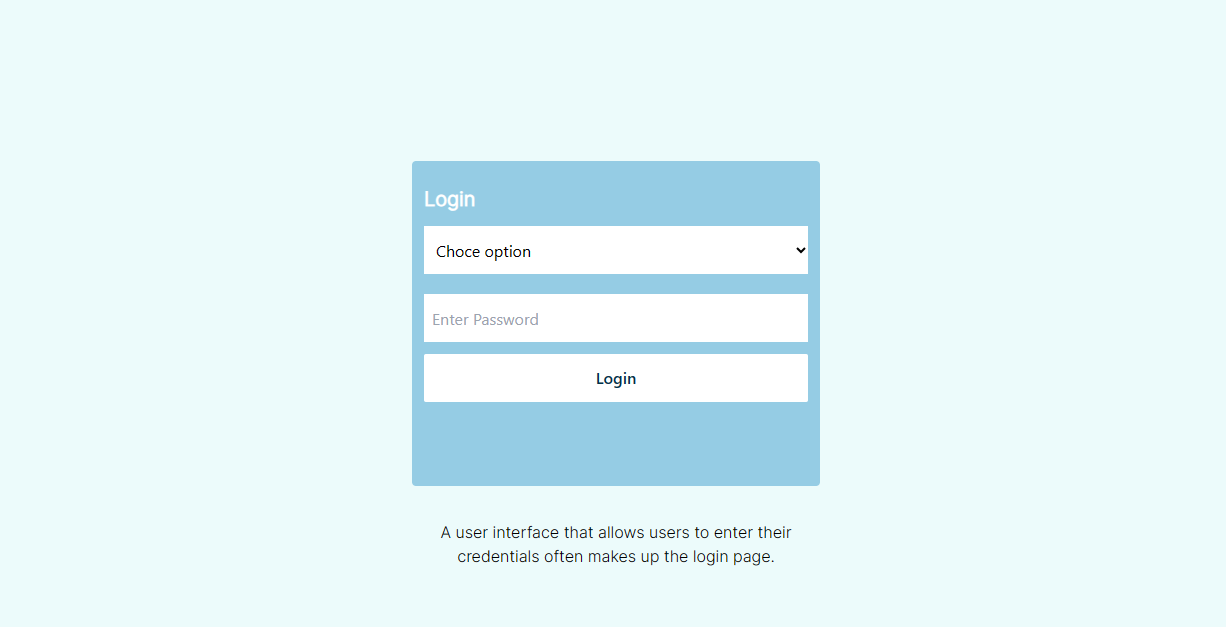 Login
Choce option
Enter Password
Login
A user interface that allows users to enter their
credentials often makes up the login page.